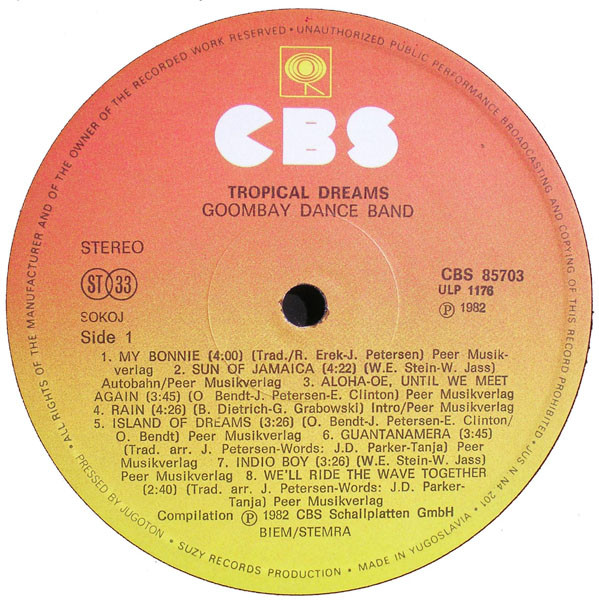 ALL RIGHTS OF THE MANUFACTURER AND OF THE OWNER OF THE RECORDED WORK RESERVED • UNAUTHORIZED PUBLIC PERFORMANCE BROADCASTING AND COPYING OF THIS RECORD PROHIBITED • JUS N N4 201 •
CBS
TROPICAL DREAMS
GOOMBAY DANCE BAND
STEREO
ST 33
SOKOJ
Side 1
CBS 85703
ULP 1176
Ⓟ 1982
1. MY BONNIE (4:00) (Trad./R. Erek-J. Petersen) Peer Musik-
verlag 2. SUN OF JAMAICA (4:22) (W.E. Stein-W. Jass)
Autobahn/Peer Musikverlag 3. ALOHA-OE, UNTIL WE MEET
AGAIN (3:45) (O Bendt-J. Petersen-E. Clinton) Peer Musikverlag
4. RAIN (4:26) (B. Dietrich-G. Grabowski) Intro/Peer Musikverlag
5. ISLAND OF DREAMS (3:26) (O. Bendt-J. Petersen-E. Clinton/
O. Bendt) Peer Musikverlag 6. GUANTANAMERA (3:45)
(Trad. arr. J. Petersen-Words: J.D. Parker-Tanja) Peer
Musikverlag 7. INDIO BOY (3:26) (W.E. Stein-W. Jass)
Peer Musikverlag 8. WE'LL RIDE THE WAVE TOGETHER
(2:40) (Trad. arr. J. Petersen-Words: J.D. Parker-
Tanja) Peer Musikverlag
Compilation Ⓟ 1982 CBS Schallplatten GmbH
BIEM/STEMRA
PRESSED BY JUGOTON • SUZY RECORDS PRODUCTION • MADE IN YUGOSLAVIA •